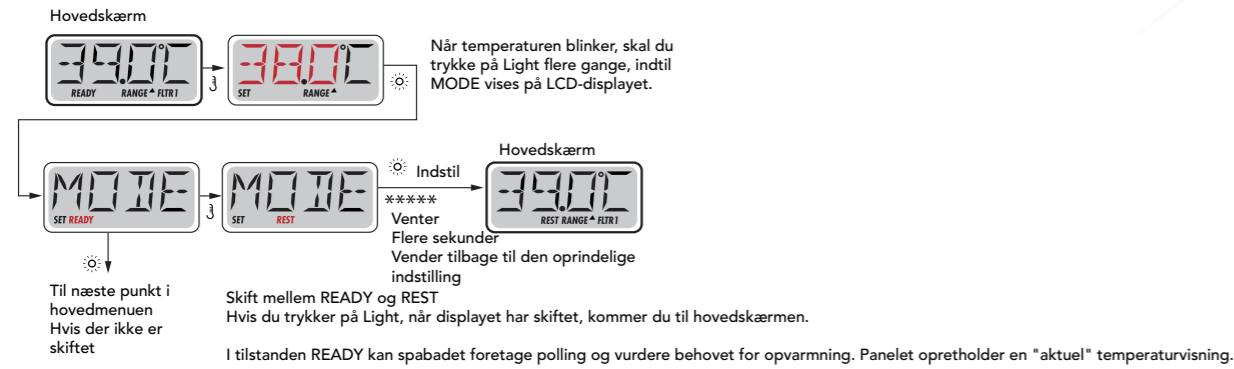 Hovedskærm
39.0°C
READY RANGE FLTR1
38.0°C
SET RANGE
Når temperaturen blinker, skal du
trykke på Light flere gange, indtil
MODE vises på LCD-displayet.
MODE
SET READY
MODE
SET REST
Indstil
*****
Venter
Flere sekunder
Vender tilbage til den oprindelige
indstilling
Hovedskærm
39.0°C
REST RANGE FLTR1
Til næste punkt i
hovedmenuen
Hvis der ikke er
skiftet
Skift mellem READY og REST
Hvis du trykker på Light, når displayet har skiftet, kommer du til hovedskærmen.
I tilstanden READY kan spabadet foretage polling og vurdere behovet for opvarmning. Panelet opretholder en "aktuel" temperaturvisning.